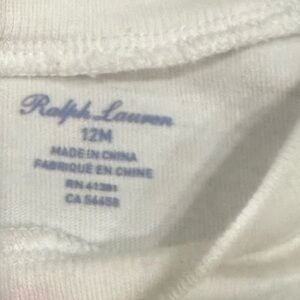 Ralph Lauren
12M
MADE IN CHINA
FABRIQUÉ EN CHINE
RN 41381
CA 56658